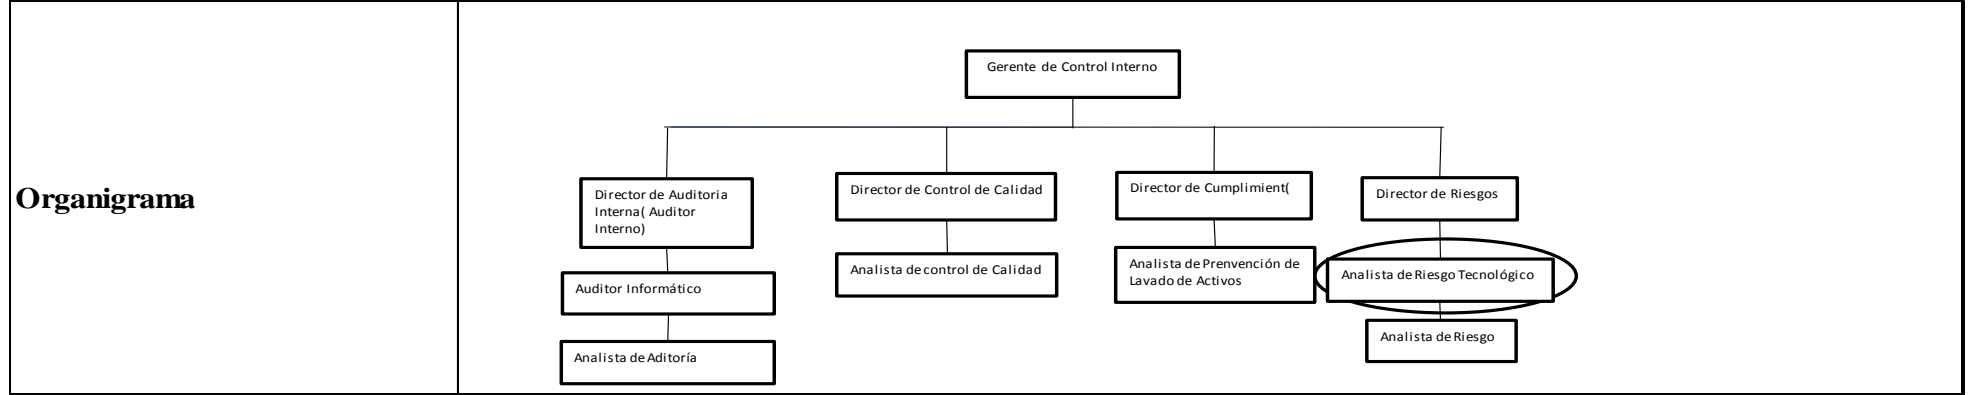 Organigrama
Gerente de Control Interno
Director de Auditoria
Interna( Auditor
Interno)
Director de Control de Calidad
Director de Cumplimient(
Director de Riesgos
Auditor Informático
Analista de control de Calidad
Analista de Prenvención de
Lavado de Activos
Analista de Riesgo Tecnológico
Analista de Aditoría
Analista de Riesgo